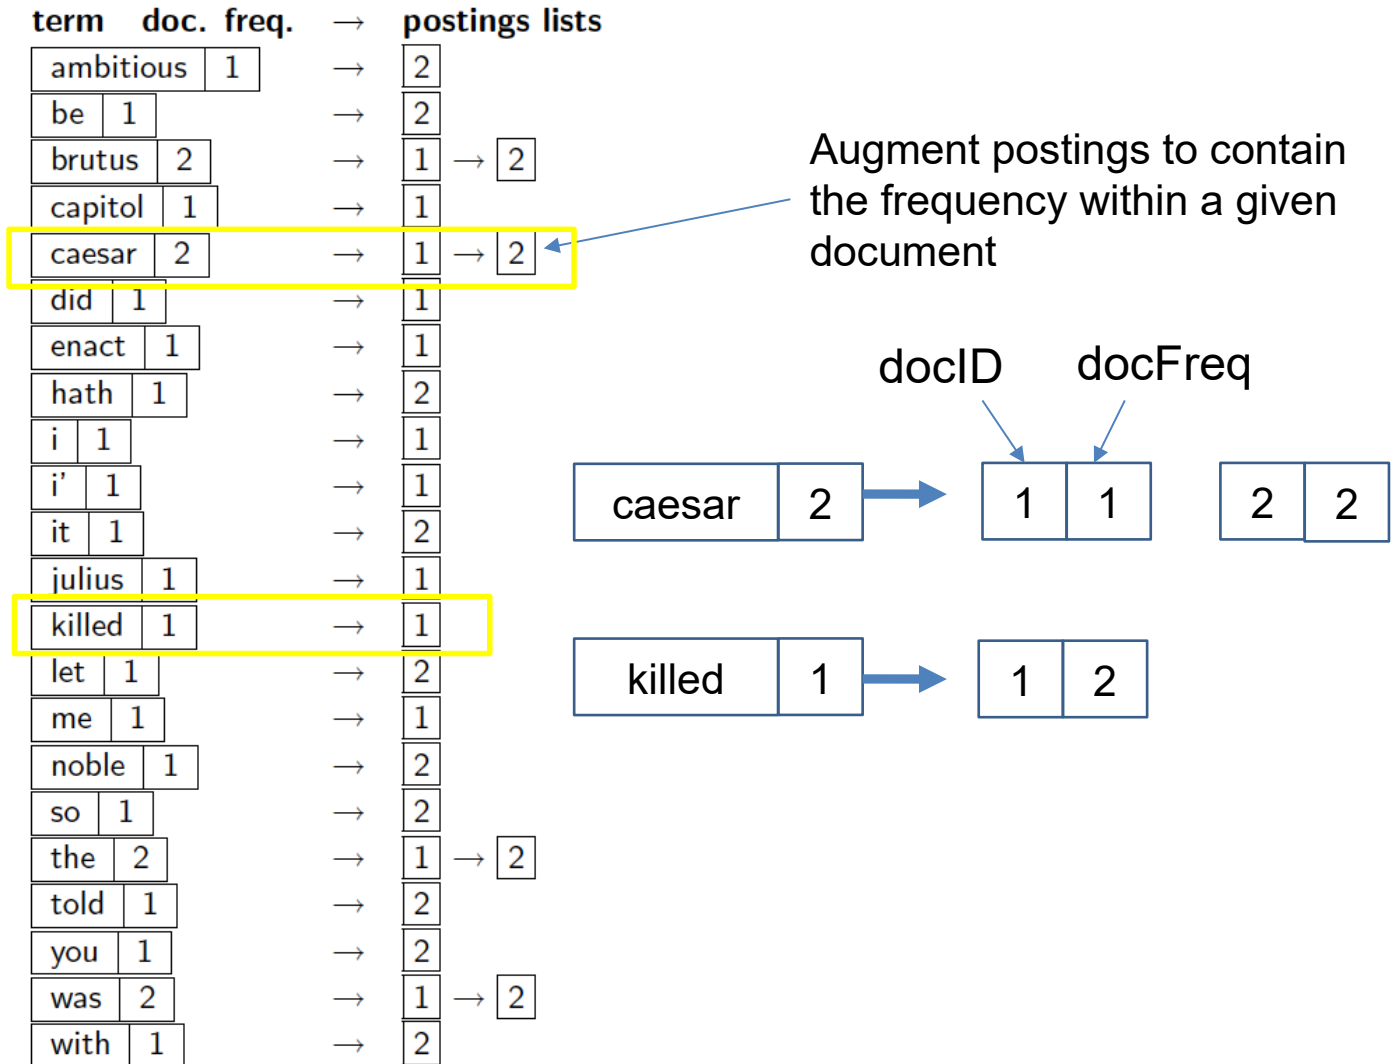 term doc. freq. → postings lists
ambitious 1 → 2
be 1 → 2
brutus 2 → 1 → 2
capitol 1 → 1
caesar 2 → 1 → 2
did 1 → 1
enact 1 → 1
hath 1 → 2
i 1 → 1
i' 1 → 1
it 1 → 2
julius 1 → 1
killed 1 → 1
let 1 → 2
me 1 → 1
noble 1 → 2
so 1 → 2
the 2 → 1 → 2
told 1 → 2
you 1 → 2
was 2 → 1 → 2
with 1 → 2
Augment postings to contain
the frequency within a given
document
docID docFreq
caesar 2 1 1 2 2
killed 1 1 2